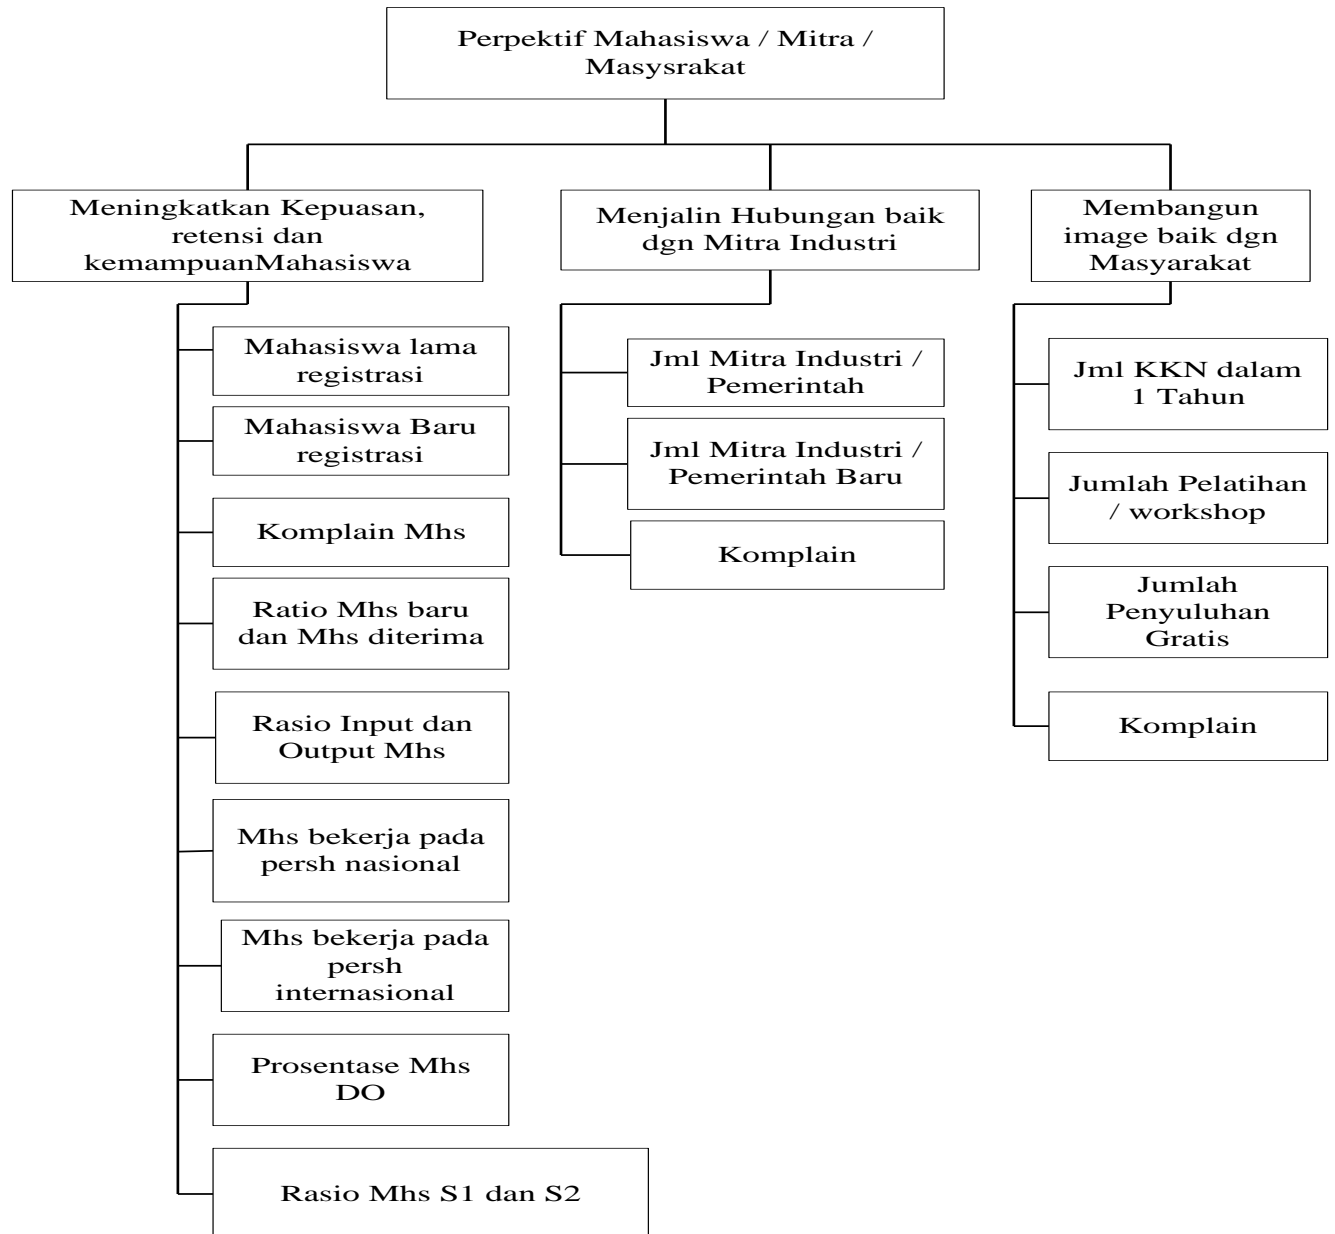 Perpektif Mahasiswa / Mitra /
Masysrakat
Meningkatkan Kepuasan,
retensi dan
kemampuanMahasiswa
Mahasiswa lama
registrasi
Mahasiswa Baru
registrasi
Komplain Mhs
Ratio Mhs baru
dan Mhs diterima
Rasio Input dan
Output Mhs
Mhs bekerja pada
persh nasional
Mhs bekerja pada
persh
internasional
Prosentase Mhs
DO
Rasio Mhs S1 dan S2
Menjalin Hubungan baik
dgn Mitra Industri
Jml Mitra Industri /
Pemerintah
Jml Mitra Industri /
Pemerintah Baru
Komplain
Membangun
image baik dgn
Masyarakat
Jml KKN dalam
1 Tahun
Jumlah Pelatihan
/ workshop
Jumlah
Penyuluhan
Gratis
Komplain